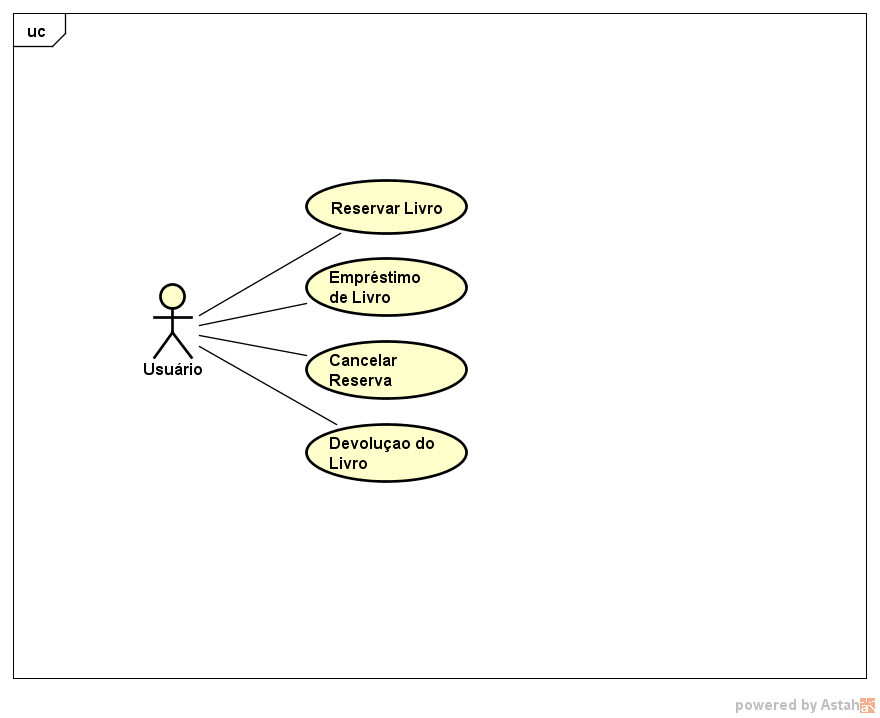 uc
Reservar Livro
Empréstimo
de Livro
Cancelar
Reserva
Usuário
Devoluçao do
Livro
powered by Astah